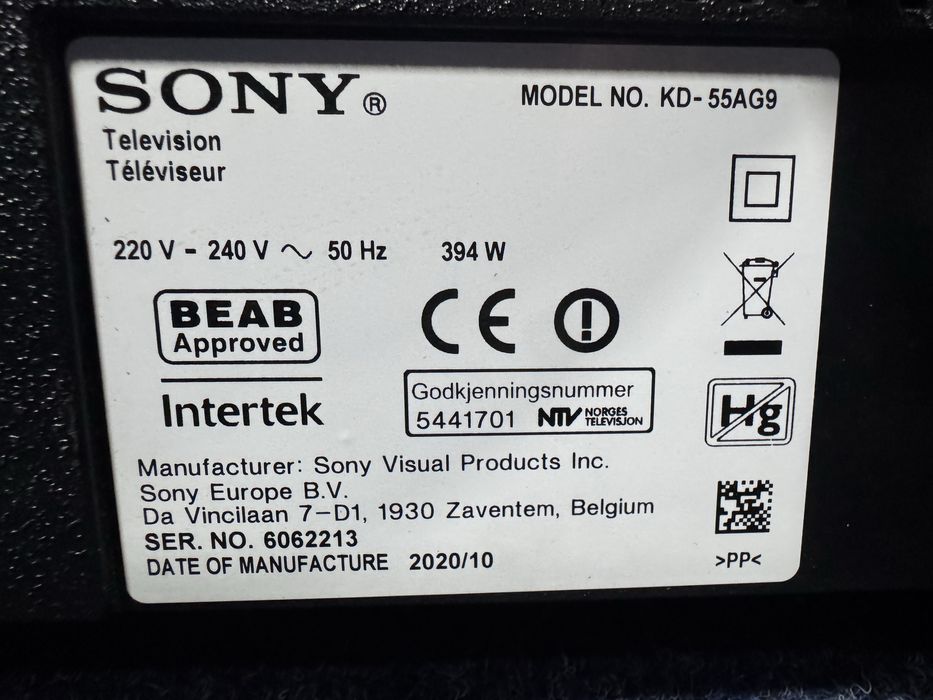 SONY®
MODEL NO. KD-55AG9
Television
Téléviseur
220 V - 240 V ~ 50 Hz 394 W
BEAB
Approved
CE
Intertek
Godkjenningsnummer
5441701 NTV NORGES
TELEVISJON
Hg
Manufacturer: Sony Visual Products Inc.
Sony Europe B.V.
Da Vincilaan 7-D1, 1930 Zaventem, Belgium
SER. NO. 6062213
DATE OF MANUFACTURE 2020/10
>PP<